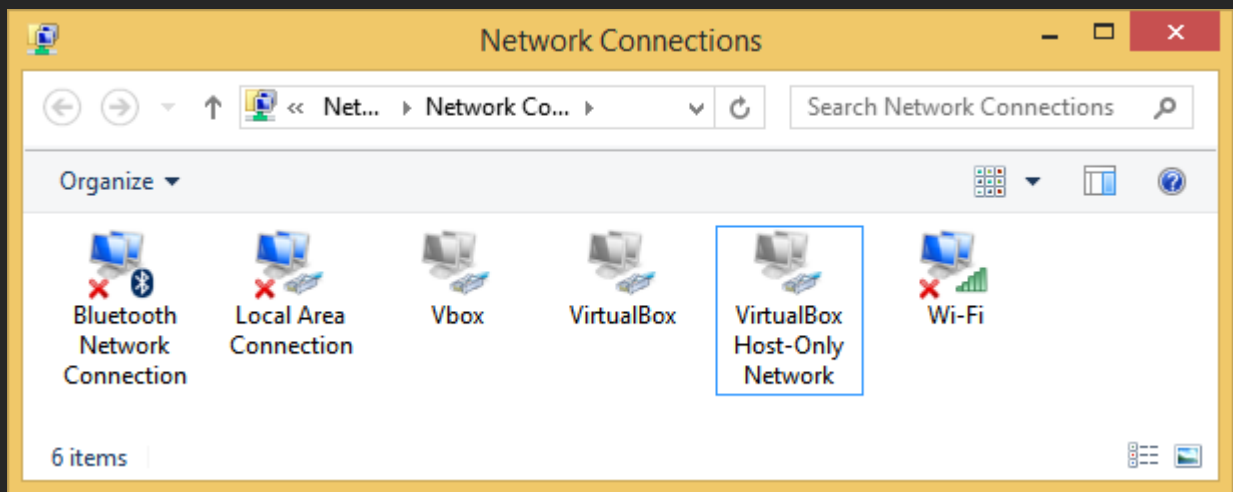 Network Connections
« Net... Network Co... Search Network Connections
Organize
Bluetooth Network Connection
Local Area Connection
Vbox
VirtualBox
VirtualBox Host-Only Network
Wi-Fi
6 items